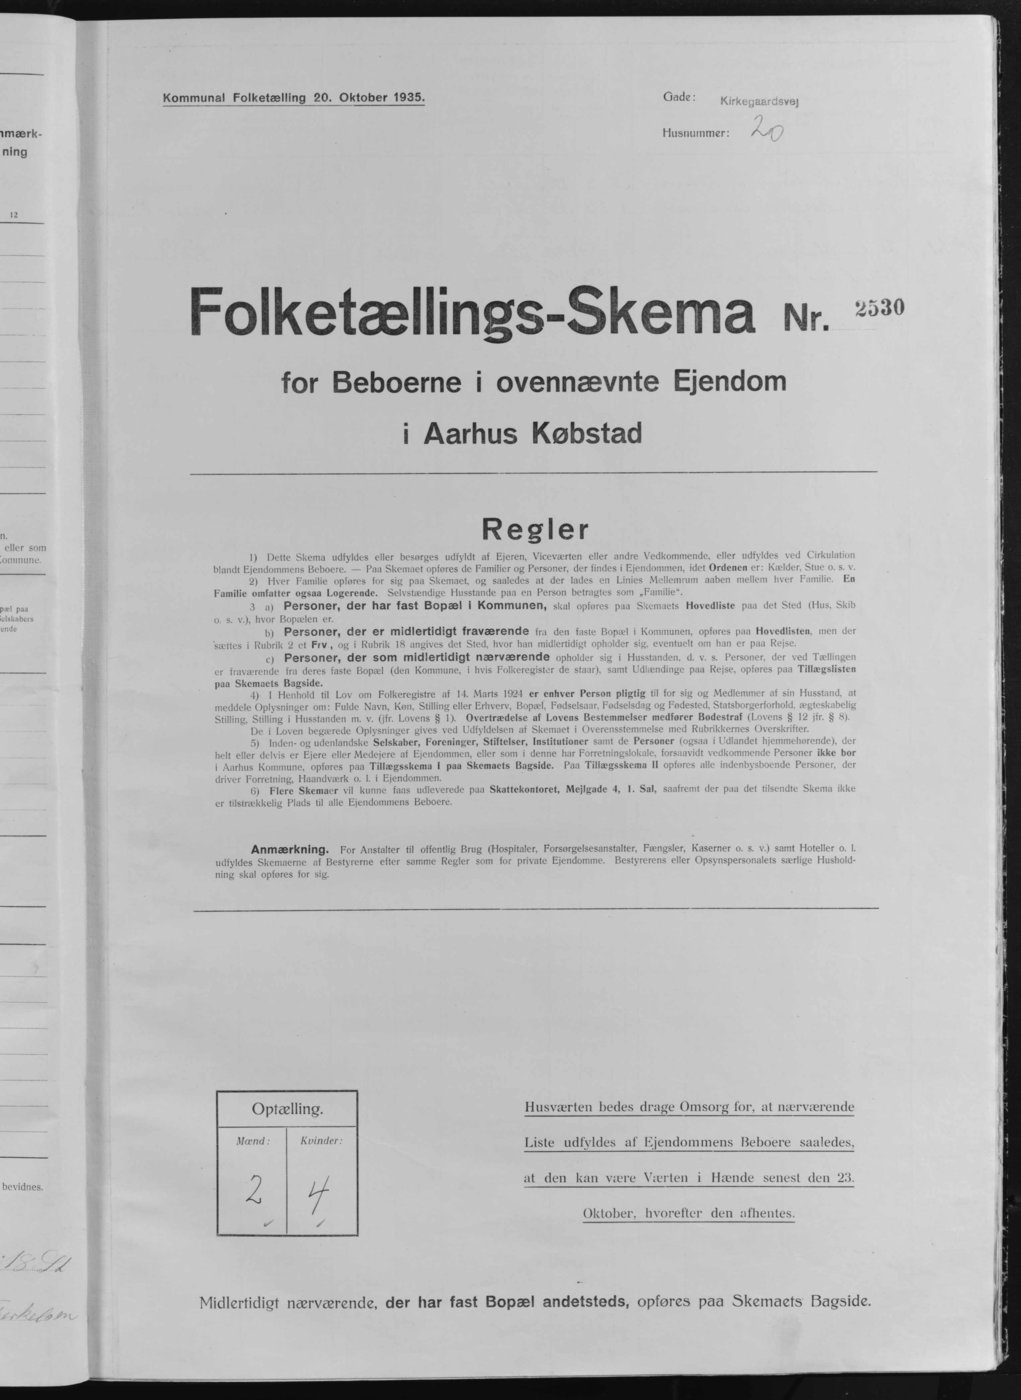 Kommunal Folketælling 20. Oktober 1935.
Gade: Kirkegaardsvej
Husnummer: 20
Folketællings-Skema Nr. 2530
for Beboerne i ovennævnte Ejendom
i Aarhus Købstad
Regler
1) Dette Skema udfyldes eller besørges udfyldt af Ejeren, Viceværten eller andre Vedkommende, eller udfyldes ved Cirkulation
blandt Ejendommens Beboere. — Paa Skemaet opføres de Familier og Personer, der findes i Ejendommen, idet Ordenen er: Kælder, Stue o. s. v.
2) Hver Familie opføres for sig paa Skemaet, og saaledes at der lades en Linies Mellemrum aaben mellem hver Familie. En
Familie omfatter ogsaa Logerende. Selvstændige Husstande paa en Person betragtes som „Familie“.
3 a) Personer, der har fast Bopæl i Kommunen, skal opføres paa Skemaets Hovedliste paa det Sted (Hus, Skib
o. s. v.), hvor Bopælen er.
b) Personer, der er midlertidigt fraværende fra den faste Bopæl i Kommunen, opføres paa Hovedlisten, men der
sættes i Rubrik 2 et Frv., og i Rubrik 18 angives det Sted, hvor han midlertidigt opholder sig, eventuelt om han er paa Rejse.
c) Personer, der som midlertidigt nærværende opholder sig i Husstanden, d. v. s. Personer, der ved Tællingen
er fraværende fra deres faste Bopæl (den Kommune, i hvis Folkeregister de staar), samt Udlændinge paa Rejse, opføres paa Tillægslisten
paa Skemaets Bagside.
4) I Henhold til Lov om Folkeregistre af 14. Marts 1924 er enhver Person pligtig til for sig og Medlemmer af sin Husstand, at
meddele Oplysninger om: Fulde Navn, Køn, Stilling eller Erhverv, Bopæl, Fødselsaar, Fødselsdag og Fødested, Statsborgerforhold, ægteskabelig
Stilling, Stilling i Husstanden m. v. (jfr. Lovens § 1). Overtrædelse af Lovens Bestemmelser medfører Bødestraf (Lovens § 12 jfr. § 8).
De i Loven begærede Oplysninger gives ved Udfyldelsen af Skemaet i Overensstemmelse med Rubrikkernes Overskrifter.
5) Inden- og udenlandske Selskaber, Foreninger, Stiftelser, Institutioner samt de Personer (ogsaa i Udlandet hjemmehørende), der
helt eller delvis er Ejere eller Medejere af Ejendommen, eller som i denne har Forretningslokale, forsaavidt vedkommende Personer ikke bor
i Aarhus Kommune, opføres paa Tillægsskema I paa Skemaets Bagside. Paa Tillægsskema II opføres alle indenbysboende Personer, der
driver Forretning, Haandværk o. l. i Ejendommen.
6) Flere Skemaer vil kunne faas udleverede paa Skattekontoret, Mejlgade 4, 1. Sal, saafremt der paa det tilsendte Skema ikke
er tilstrækkelig Plads til alle Ejendommens Beboere.
Anmærkning. For Anstalter til offentlig Brug (Hospitaler, Forsørgelsesanstalter, Fængsler, Kaserner o. s. v.) samt Hoteller o. l.
udfyldes Skemaerne af Bestyrerne efter samme Regler som for private Ejendomme. Bestyrerens eller Opsynspersonalets særlige Hushold-
ning skal opføres for sig.
Optælling.
Mænd: Kvinder:
2 4
Husværten bedes drage Omsorg for, at nærværende
Liste udfyldes af Ejendommens Beboere saaledes,
at den kan være Værten i Hænde senest den 23.
Oktober, hvorefter den afhentes.
Midlertidigt nærværende, der har fast Bopæl andetsteds, opføres paa Skemaets Bagside.
ning
12
eller som
Kommune.
bevidnes.